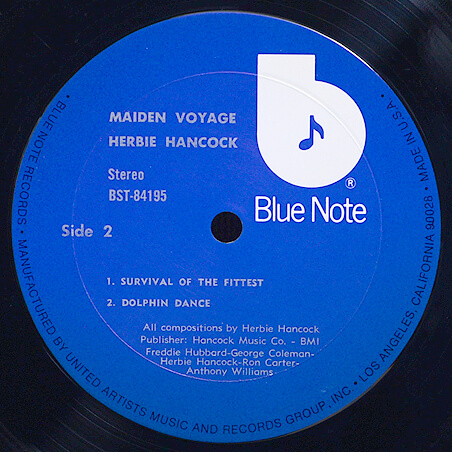 MAIDEN VOYAGE
HERBIE HANCOCK
Stereo
BST-84195
®
Blue Note
Side 2
1. SURVIVAL OF THE FITTEST
2. DOLPHIN DANCE
All compositions by Herbie Hancock
Publisher: Hancock Music Co. - BMI
Freddie Hubbard-George Coleman-
Herbie Hancock-Ron Carter-
Anthony Williams
• BLUE NOTE RECORDS • MANUFACTURED BY UNITED ARTISTS MUSIC AND RECORDS GROUP, INC. • LOS ANGELES, CALIFORNIA 90028 • MADE IN U.S.A. •